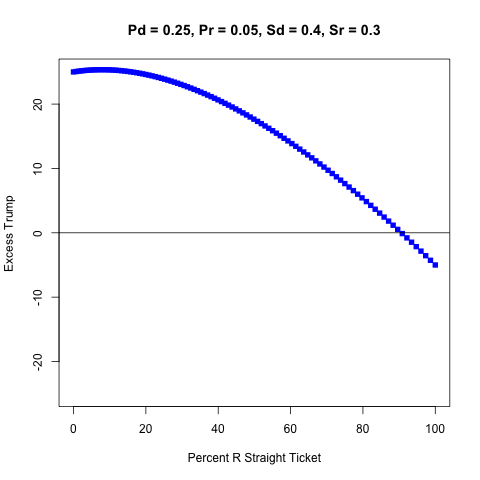 Pd = 0.25, Pr = 0.05, Sd = 0.4, Sr = 0.3
Excess Trump
20
10
0
-10
-20
0 20 40 60 80 100
Percent R Straight Ticket